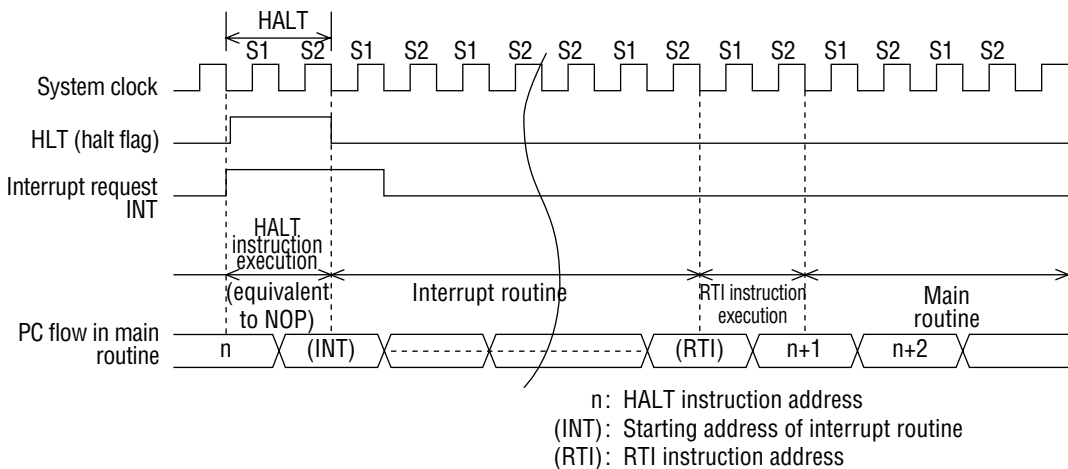 HALT
S1 S2 S1 S2 S1 S2 S2 S1 S2 S1 S2 S1 S2
System clock
HLT (halt flag)
Interrupt request
INT
HALT
instruction
execution
(equivalent
to NOP)
Interrupt routine
RTI instruction
execution
Main
routine
PC flow in main
routine
n (INT) (RTI) n+1 n+2
n: HALT instruction address
(INT): Starting address of interrupt routine
(RTI): RTI instruction address